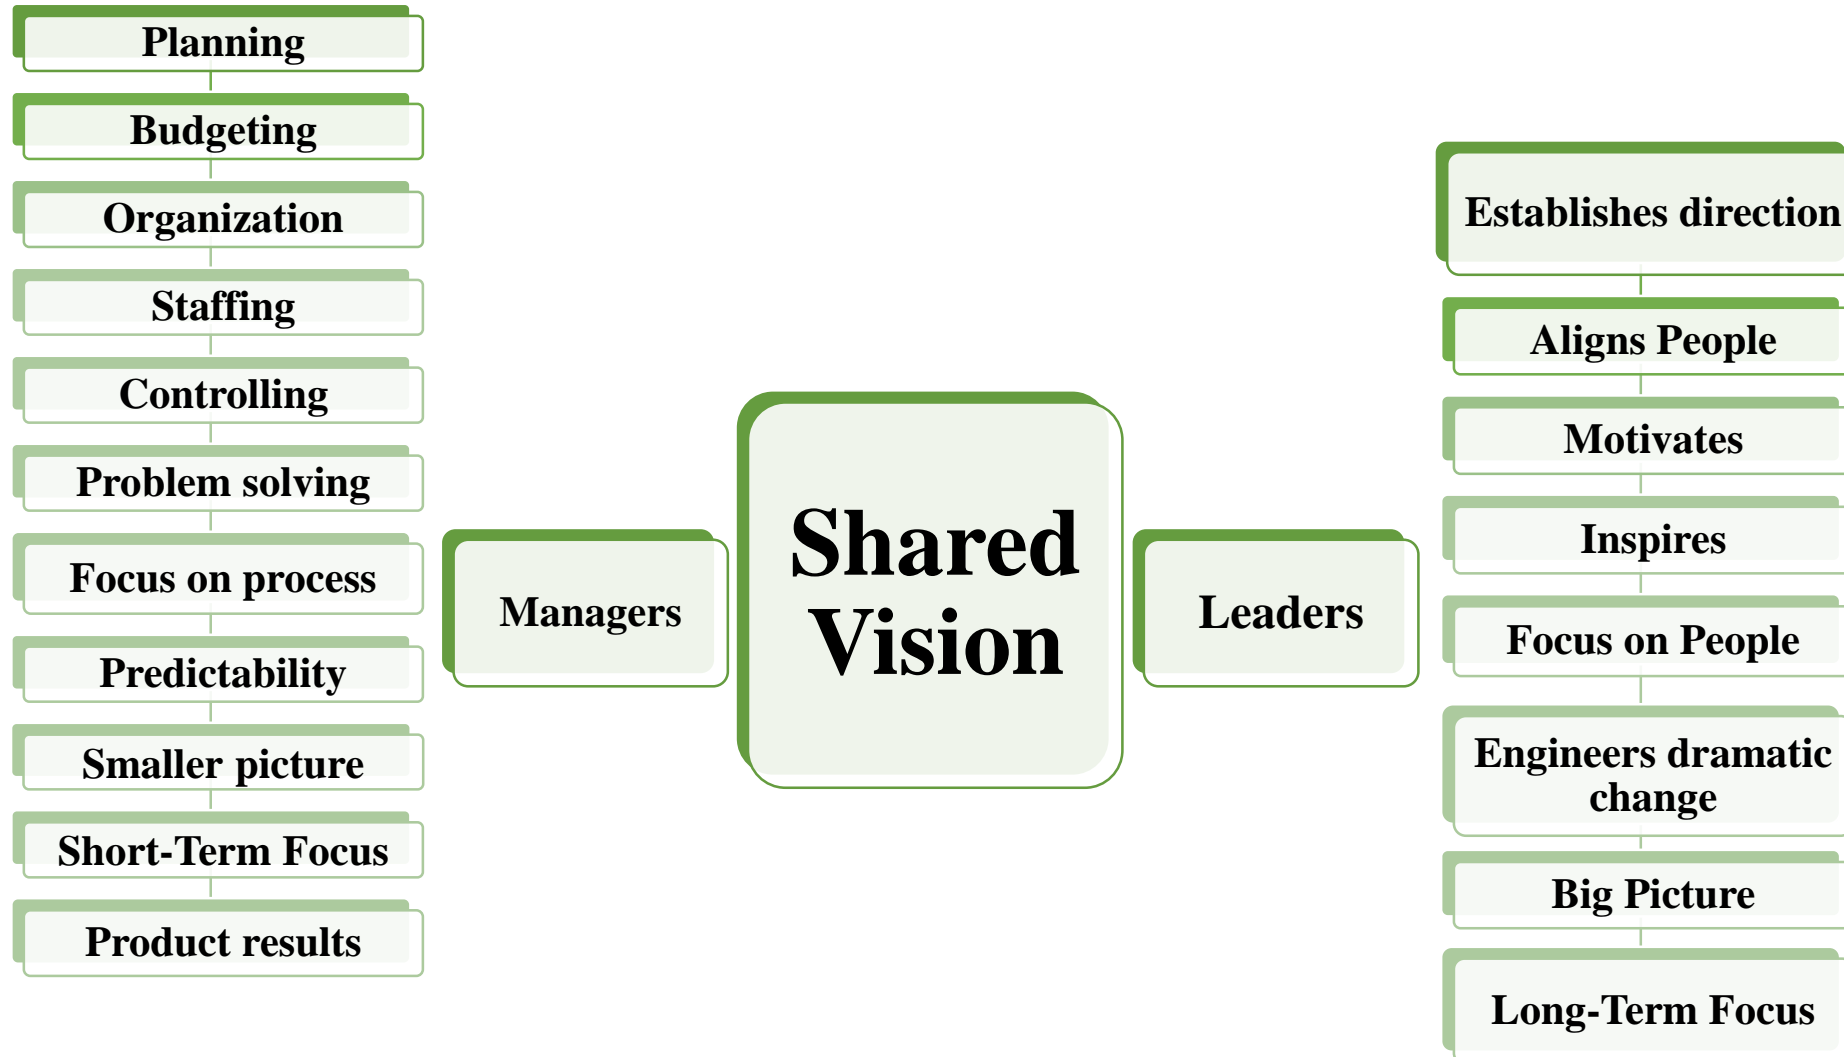 Planning
Budgeting
Organization
Staffing
Controlling
Problem solving
Focus on process
Predictability
Smaller picture
Short-Term Focus
Product results
Managers
Shared
Vision
Leaders
Establishes direction
Aligns People
Motivates
Inspires
Focus on People
Engineers dramatic
change
Big Picture
Long-Term Focus